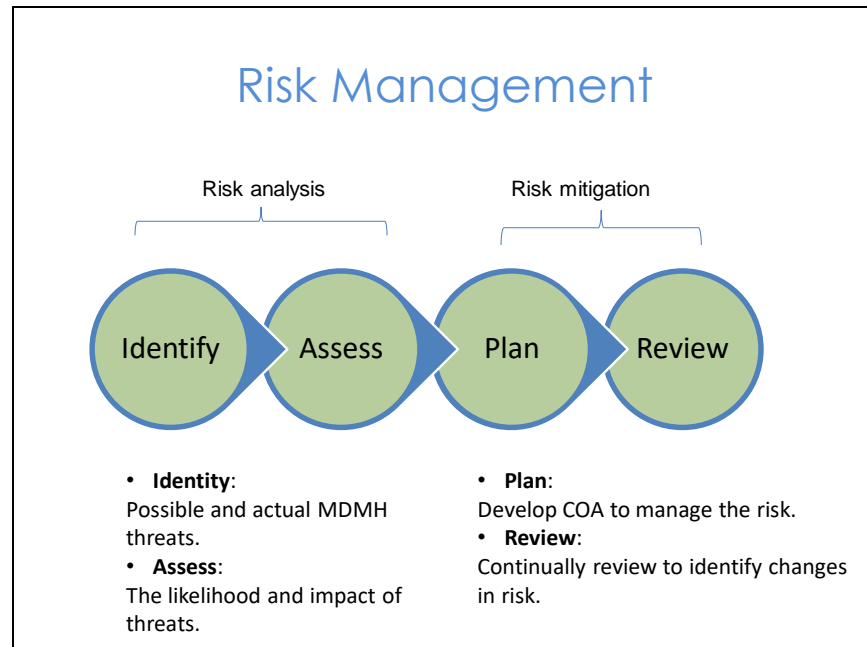 Risk Management
Risk analysis
Risk mitigation
Identify
Assess
Plan
Review
• Identity:
Possible and actual MDMH
threats.
• Assess:
The likelihood and impact of
threats.
• Plan:
Develop COA to manage the risk.
• Review:
Continually review to identify changes
in risk.